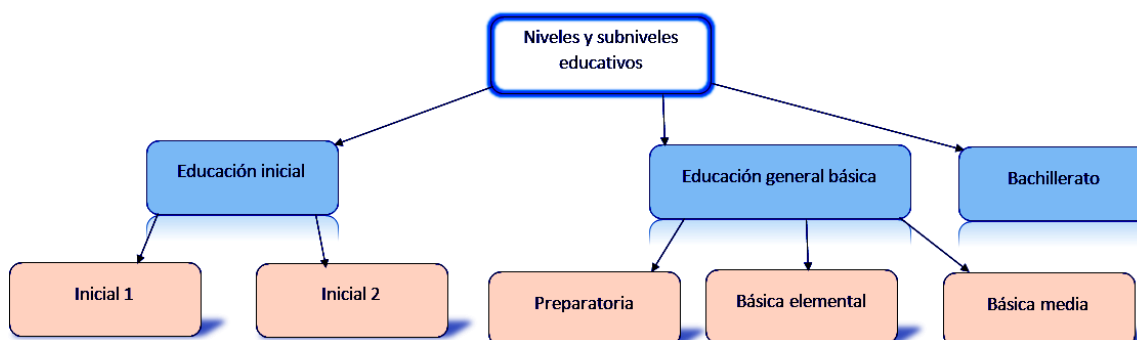 Niveles y subniveles
educativos
Educación inicial
Educación general básica
Bachillerato
Inicial 1
Inicial 2
Preparatoria
Básica elemental
Básica media